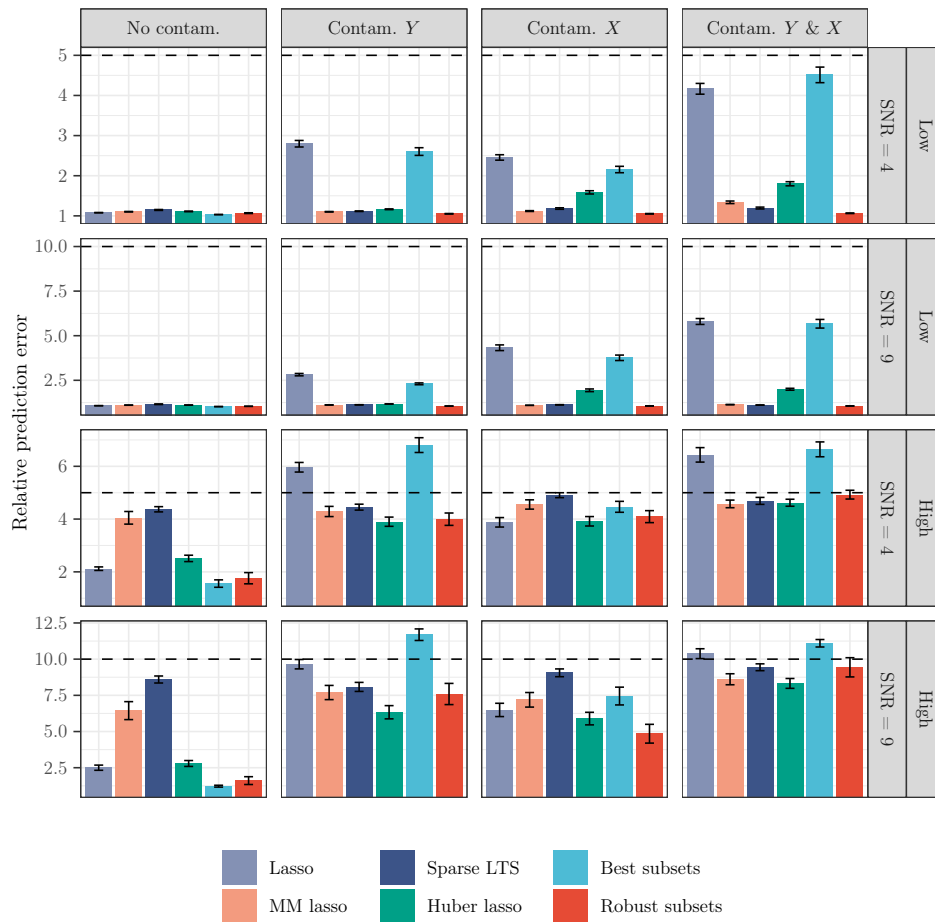 No contam.
Contam. Y
Contam. X
Contam. Y & X
Relative prediction error
5
4
3
2
1
SNR = 4
Low
10.0
7.5
5.0
2.5
SNR = 9
Low
6
4
2
SNR = 4
High
12.5
10.0
7.5
5.0
2.5
SNR = 9
High
Lasso
Sparse LTS
Best subsets
MM lasso
Huber lasso
Robust subsets